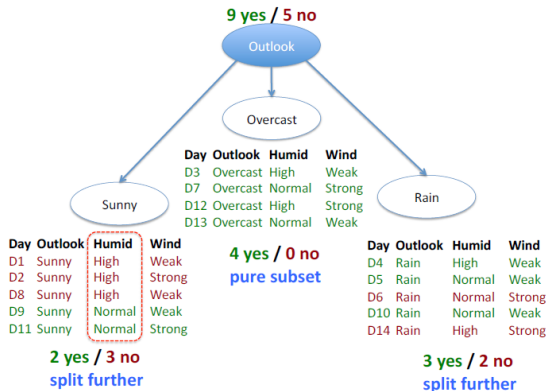 9 yes / 5 no
Outlook
Overcast
Day Outlook Humid Wind
D3 Overcast High Weak
D7 Overcast Normal Strong
D12 Overcast High Strong
D13 Overcast Normal Weak
4 yes / 0 no
pure subset
Sunny
Day Outlook Humid Wind
D1 Sunny High Weak
D2 Sunny High Strong
D8 Sunny High Weak
D9 Sunny Normal Weak
D11 Sunny Normal Strong
2 yes / 3 no
split further
Rain
Day Outlook Humid Wind
D4 Rain High Weak
D5 Rain Normal Weak
D6 Rain Normal Strong
D10 Rain Normal Weak
D14 Rain High Strong
3 yes / 2 no
split further